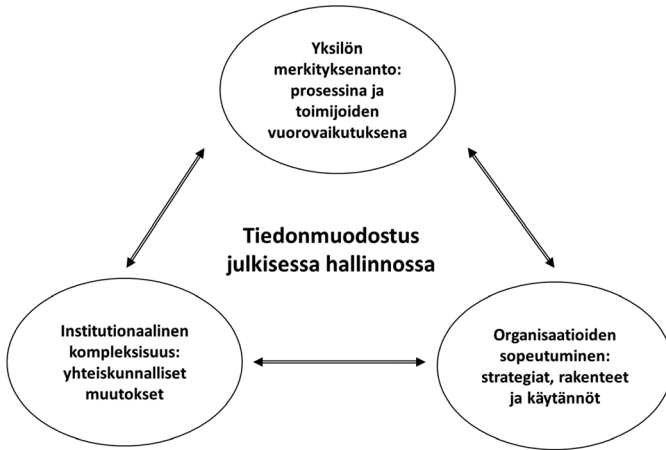 Yksilön
merkityksenanto:
prosessina ja
toimijoiden
vuorovaikutuksena
Tiedonmuodostus
julkisessa hallinnossa
Institutionaalinen
kompleksisuus:
yhteiskunnalliset
muutokset
Organisaatioiden
sopeutuminen:
strategiat, rakenteet
ja käytännöt